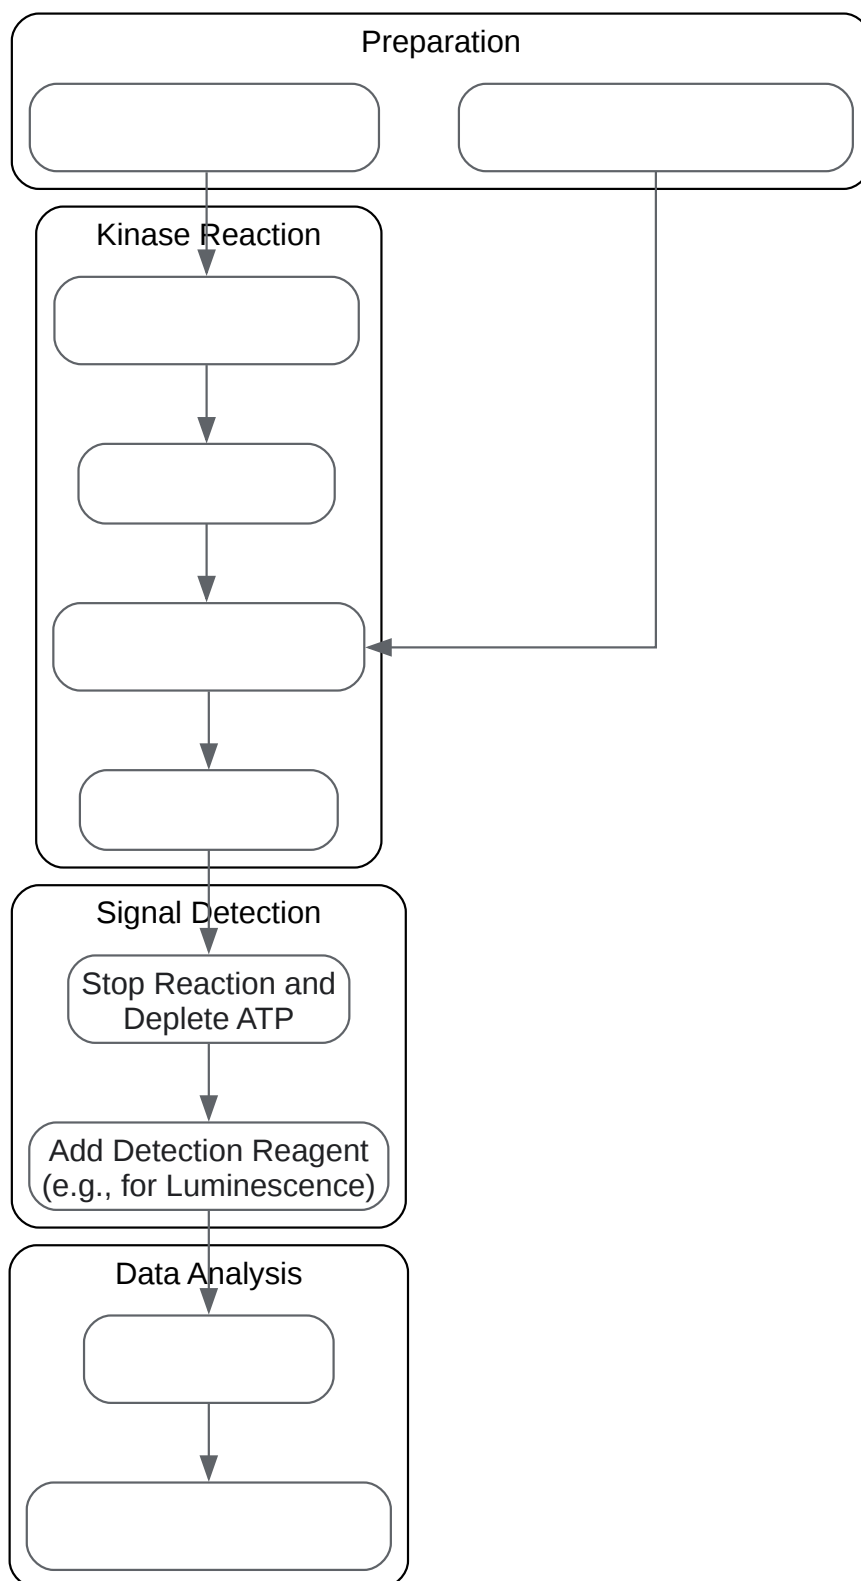 Preparation
Kinase Reaction
Signal Detection
Stop Reaction and
Deplete ATP
Add Detection Reagent
(e.g., for Luminescence)
Data Analysis